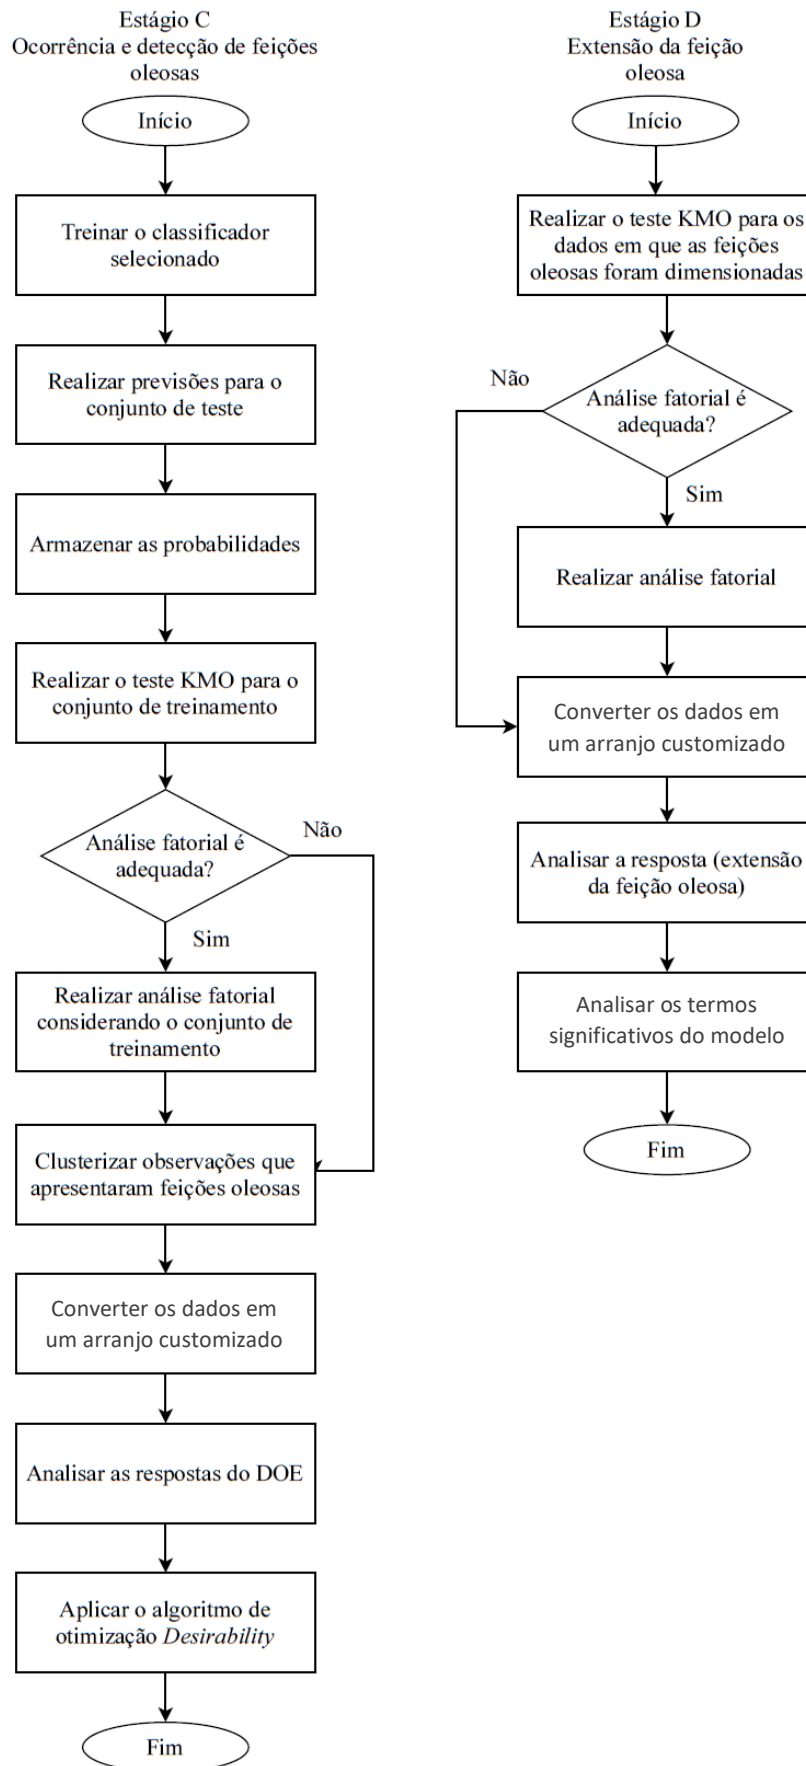 Estágio C
Ocorrência e detecção de feições
oleosas
Início
Treinar o classificador
selecionado
Realizar previsões para o
conjunto de teste
Armazenar as probabilidades
Realizar o teste KMO para o
conjunto de treinamento
Análise fatorial é
adequada?
Não
Sim
Realizar análise fatorial
considerando o conjunto de
treinamento
Clusterizar observações que
apresentaram feições oleosas
Converter os dados em
um arranjo customizado
Analisar as respostas do DOE
Aplicar o algoritmo de
otimização Desirability
Fim
Estágio D
Extensão da feição
oleosa
Início
Realizar o teste KMO para os
dados em que as feições
oleosas foram dimensionadas
Análise fatorial é
adequada?
Não
Sim
Realizar análise fatorial
Converter os dados em
um arranjo customizado
Analisar a resposta (extensão
da feição oleosa)
Analisar os termos
significativos do modelo
Fim